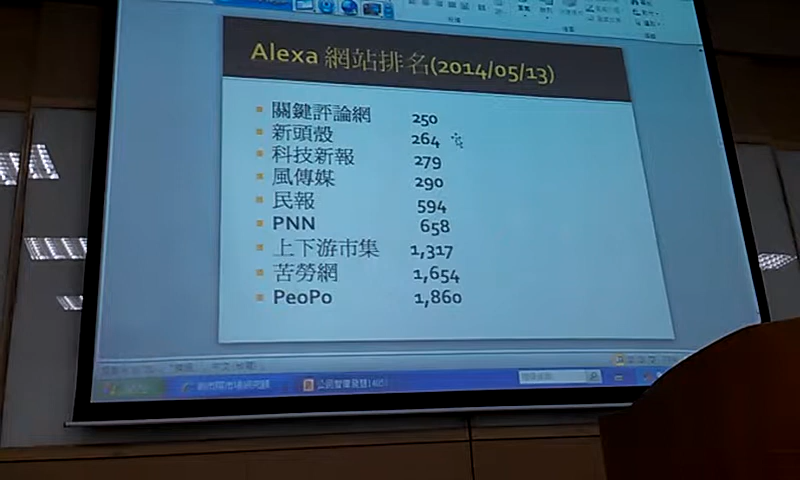 Alexa 網站排名(2014/05/13)
關鍵評論網 250
新頭殼 264
科技新報 279
風傳媒 290
民報 594
PNN 658
上下游市集 1,317
苦勞網 1,654
PeoPo 1,860